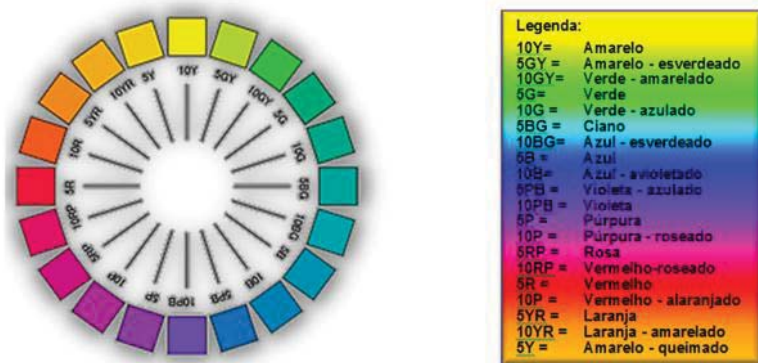 10Y
5GY
10GY
5G
10G
5BG
10BG
5B
10B
5PB
10PB
5P
10P
5RP
10RP
5R
10R
5YR
10YR
5Y
Legenda:
10Y= Amarelo
5GY = Amarelo - esverdeado
10GY= Verde - amarelado
5G= Verde
10G = Verde - azulado
5BG = Ciano
10BG= Azul - esverdeado
5B = Azul
10B= Azul - avioletado
5PB = Violeta - azulado
10PB = Violeta
5P = Púrpura
10P = Púrpura - roseado
5RP = Rosa
10RP = Vermelho-roseado
5R = Vermelho
10P = Vermelho - alaranjado
5YR = Laranja
10YR = Laranja - amarelado
5Y = Amarelo - queimado